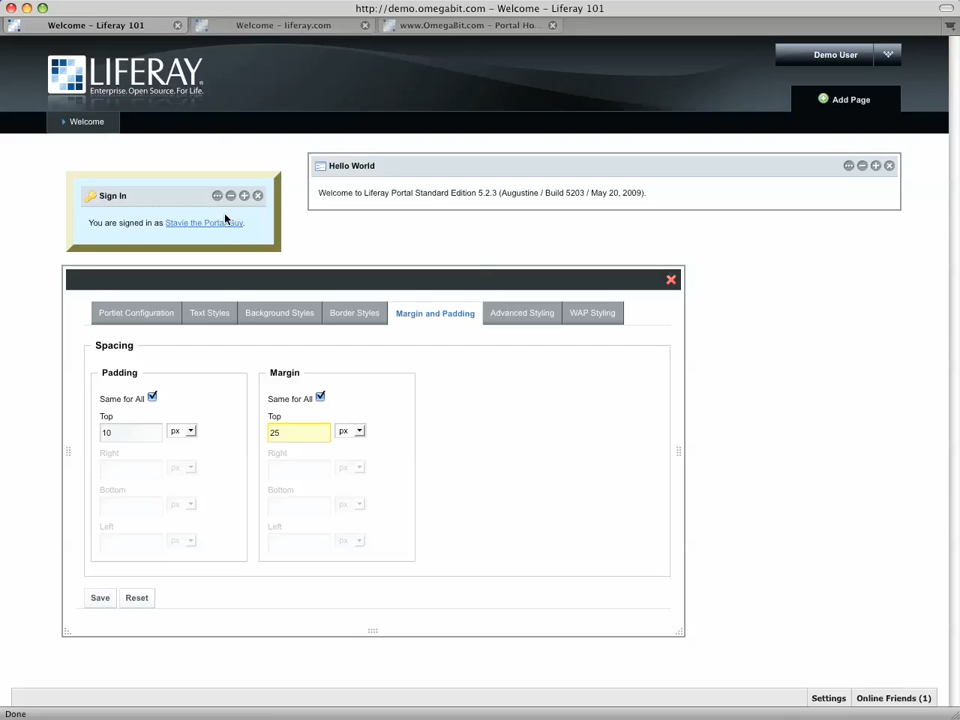 http://demo.omegabit.com - Welcome - Liferay 101
Welcome - Liferay 101
Welcome - liferay.com
www.OmegaBit.com - Portal Ho...
LIFERAY®
Enterprise. Open Source. For Life.
Demo User
Add Page
Welcome
Sign In
You are signed in as Stavie the Portal Guy.
Hello World
Welcome to Liferay Portal Standard Edition 5.2.3 (Augustine / Build 5203 / May 20, 2009).
Portlet Configuration
Text Styles
Background Styles
Border Styles
Margin and Padding
Advanced Styling
WAP Styling
Spacing
Padding
Same for All
Top
10 px
Right
px
Bottom
px
Left
px
Margin
Same for All
Top
25 px
Right
px
Bottom
px
Left
px
Save
Reset
Settings
Online Friends (1)
Done